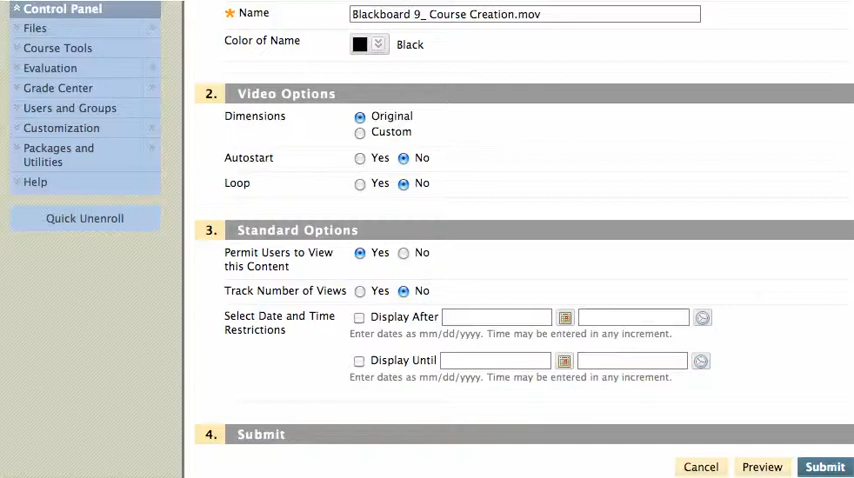 Control Panel
Files
Course Tools
Evaluation
Grade Center
Users and Groups
Customization
Packages and
Utilities
Help
Quick Unenroll
Name Blackboard 9_ Course Creation.mov
Color of Name Black
2. Video Options
Dimensions Original
Custom
Autostart Yes No
Loop Yes No
3. Standard Options
Permit Users to View Yes No
this Content
Track Number of Views Yes No
Select Date and Time Display After
Restrictions
Enter dates as mm/dd/yyyy. Time may be entered in any increment.
Display Until
Enter dates as mm/dd/yyyy. Time may be entered in any increment.
4. Submit
Cancel Preview Submit